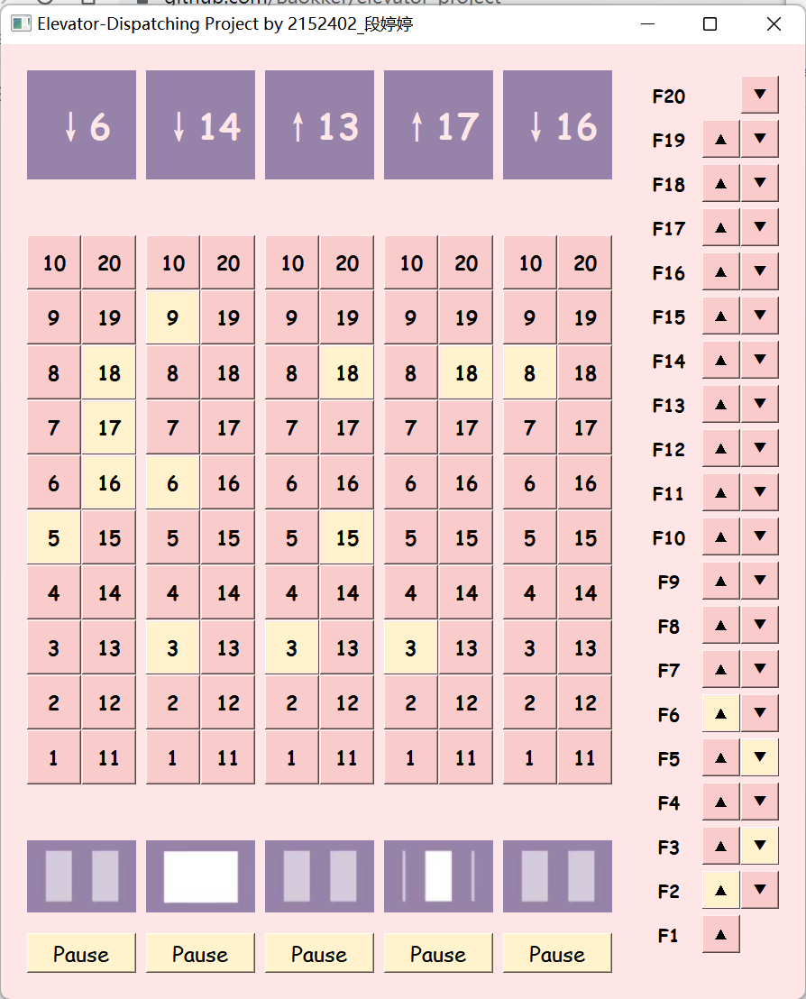 github.com/Baokker/elevator-project
Elevator-Dispatching Project by 2152402_段婷婷
↓ 6 ↓ 14 ↑ 13 ↑ 17 ↓ 16
10 20 10 20 10 20 10 20 10 20
9 19 9 19 9 19 9 19 9 19
8 18 8 18 8 18 8 18 8 18
7 17 7 17 7 17 7 17 7 17
6 16 6 16 6 16 6 16 6 16
5 15 5 15 5 15 5 15 5 15
4 14 4 14 4 14 4 14 4 14
3 13 3 13 3 13 3 13 3 13
2 12 2 12 2 12 2 12 2 12
1 11 1 11 1 11 1 11 1 11
Pause Pause Pause Pause Pause
F20 ▼
F19 ▲ ▼
F18 ▲ ▼
F17 ▲ ▼
F16 ▲ ▼
F15 ▲ ▼
F14 ▲ ▼
F13 ▲ ▼
F12 ▲ ▼
F11 ▲ ▼
F10 ▲ ▼
F9 ▲ ▼
F8 ▲ ▼
F7 ▲ ▼
F6 ▲ ▼
F5 ▲ ▼
F4 ▲ ▼
F3 ▲ ▼
F2 ▲ ▼
F1 ▲